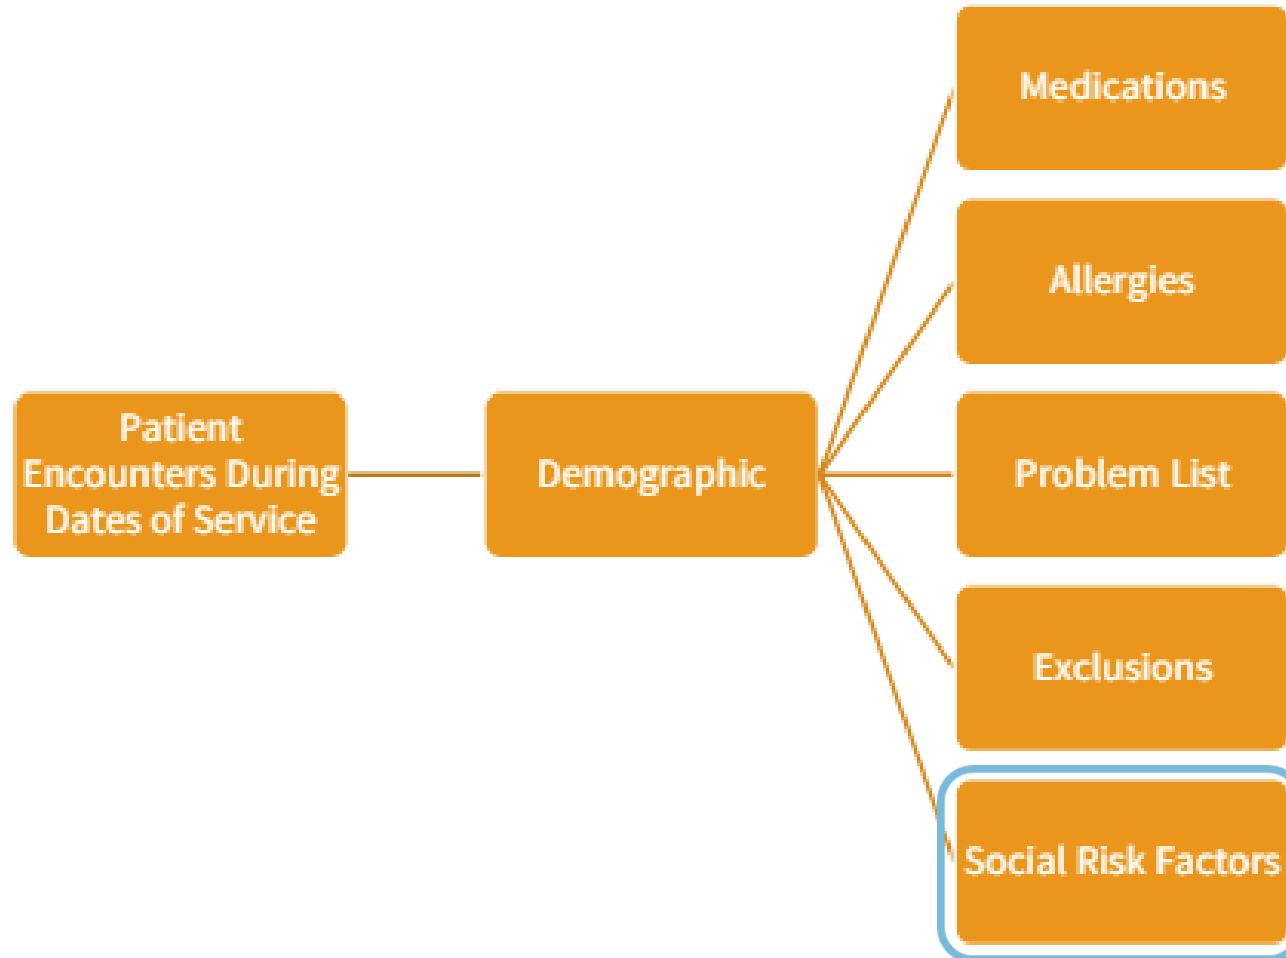 Patient
Encounters During
Dates of Service
Demographic
Medications
Allergies
Problem List
Exclusions
Social Risk Factors